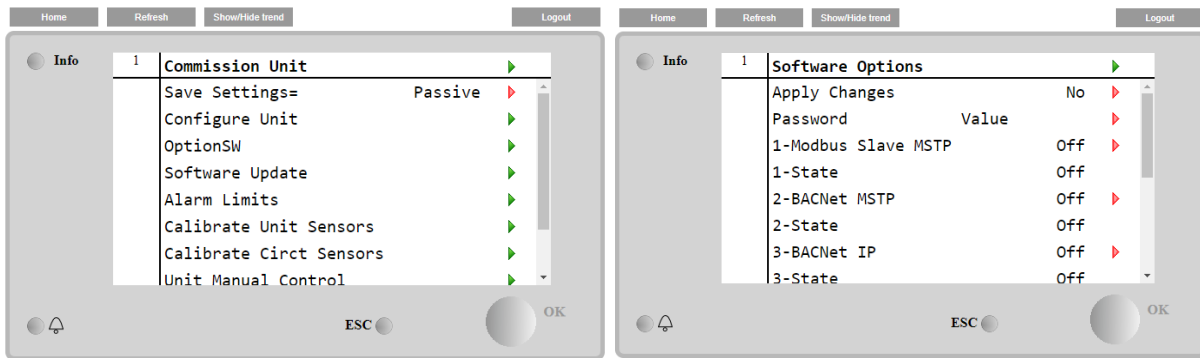 Home Refresh Show/Hide trend Logout
Info
1 Commission Unit
Save Settings= Passive
Configure Unit
OptionSW
Software Update
Alarm Limits
Calibrate Unit Sensors
Calibrate Circt Sensors
Unit Manual Control
ESC
OK
Home Refresh Show/Hide trend Logout
Info
1 Software Options
Apply Changes No
Password Value
1-Modbus Slave MSTP Off
1-State Off
2-BACNet MSTP Off
2-State Off
3-BACNet IP Off
3-State Off
ESC
OK